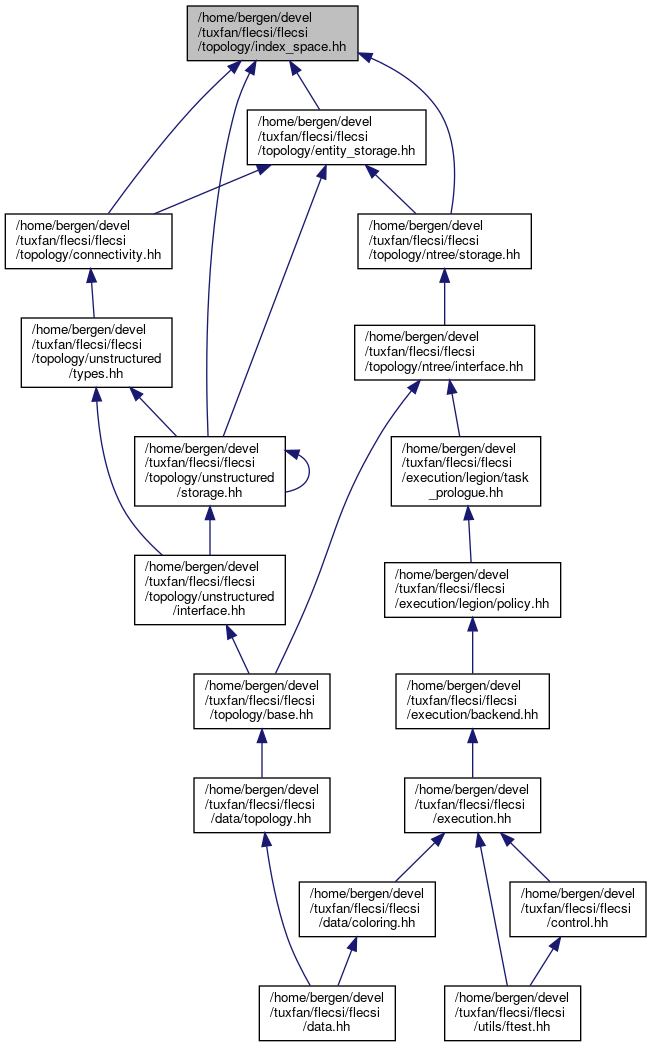 /home/bergen/devel
/tuxfan/flecsi/flecsi
/topology/index_space.hh
/home/bergen/devel
/tuxfan/flecsi/flecsi
/topology/entity_storage.hh
/home/bergen/devel
/tuxfan/flecsi/flecsi
/topology/connectivity.hh
/home/bergen/devel
/tuxfan/flecsi/flecsi
/topology/ntree/storage.hh
/home/bergen/devel
/tuxfan/flecsi/flecsi
/topology/unstructured
/types.hh
/home/bergen/devel
/tuxfan/flecsi/flecsi
/topology/ntree/interface.hh
/home/bergen/devel
/tuxfan/flecsi/flecsi
/topology/unstructured
/storage.hh
/home/bergen/devel
/tuxfan/flecsi/flecsi
/execution/legion/task
_prologue.hh
/home/bergen/devel
/tuxfan/flecsi/flecsi
/topology/unstructured
/interface.hh
/home/bergen/devel
/tuxfan/flecsi/flecsi
/execution/legion/policy.hh
/home/bergen/devel
/tuxfan/flecsi/flecsi
/topology/base.hh
/home/bergen/devel
/tuxfan/flecsi/flecsi
/execution/backend.hh
/home/bergen/devel
/tuxfan/flecsi/flecsi
/data/topology.hh
/home/bergen/devel
/tuxfan/flecsi/flecsi
/execution.hh
/home/bergen/devel
/tuxfan/flecsi/flecsi
/data/coloring.hh
/home/bergen/devel
/tuxfan/flecsi/flecsi
/control.hh
/home/bergen/devel
/tuxfan/flecsi/flecsi
/data.hh
/home/bergen/devel
/tuxfan/flecsi/flecsi
/utils/ftest.hh